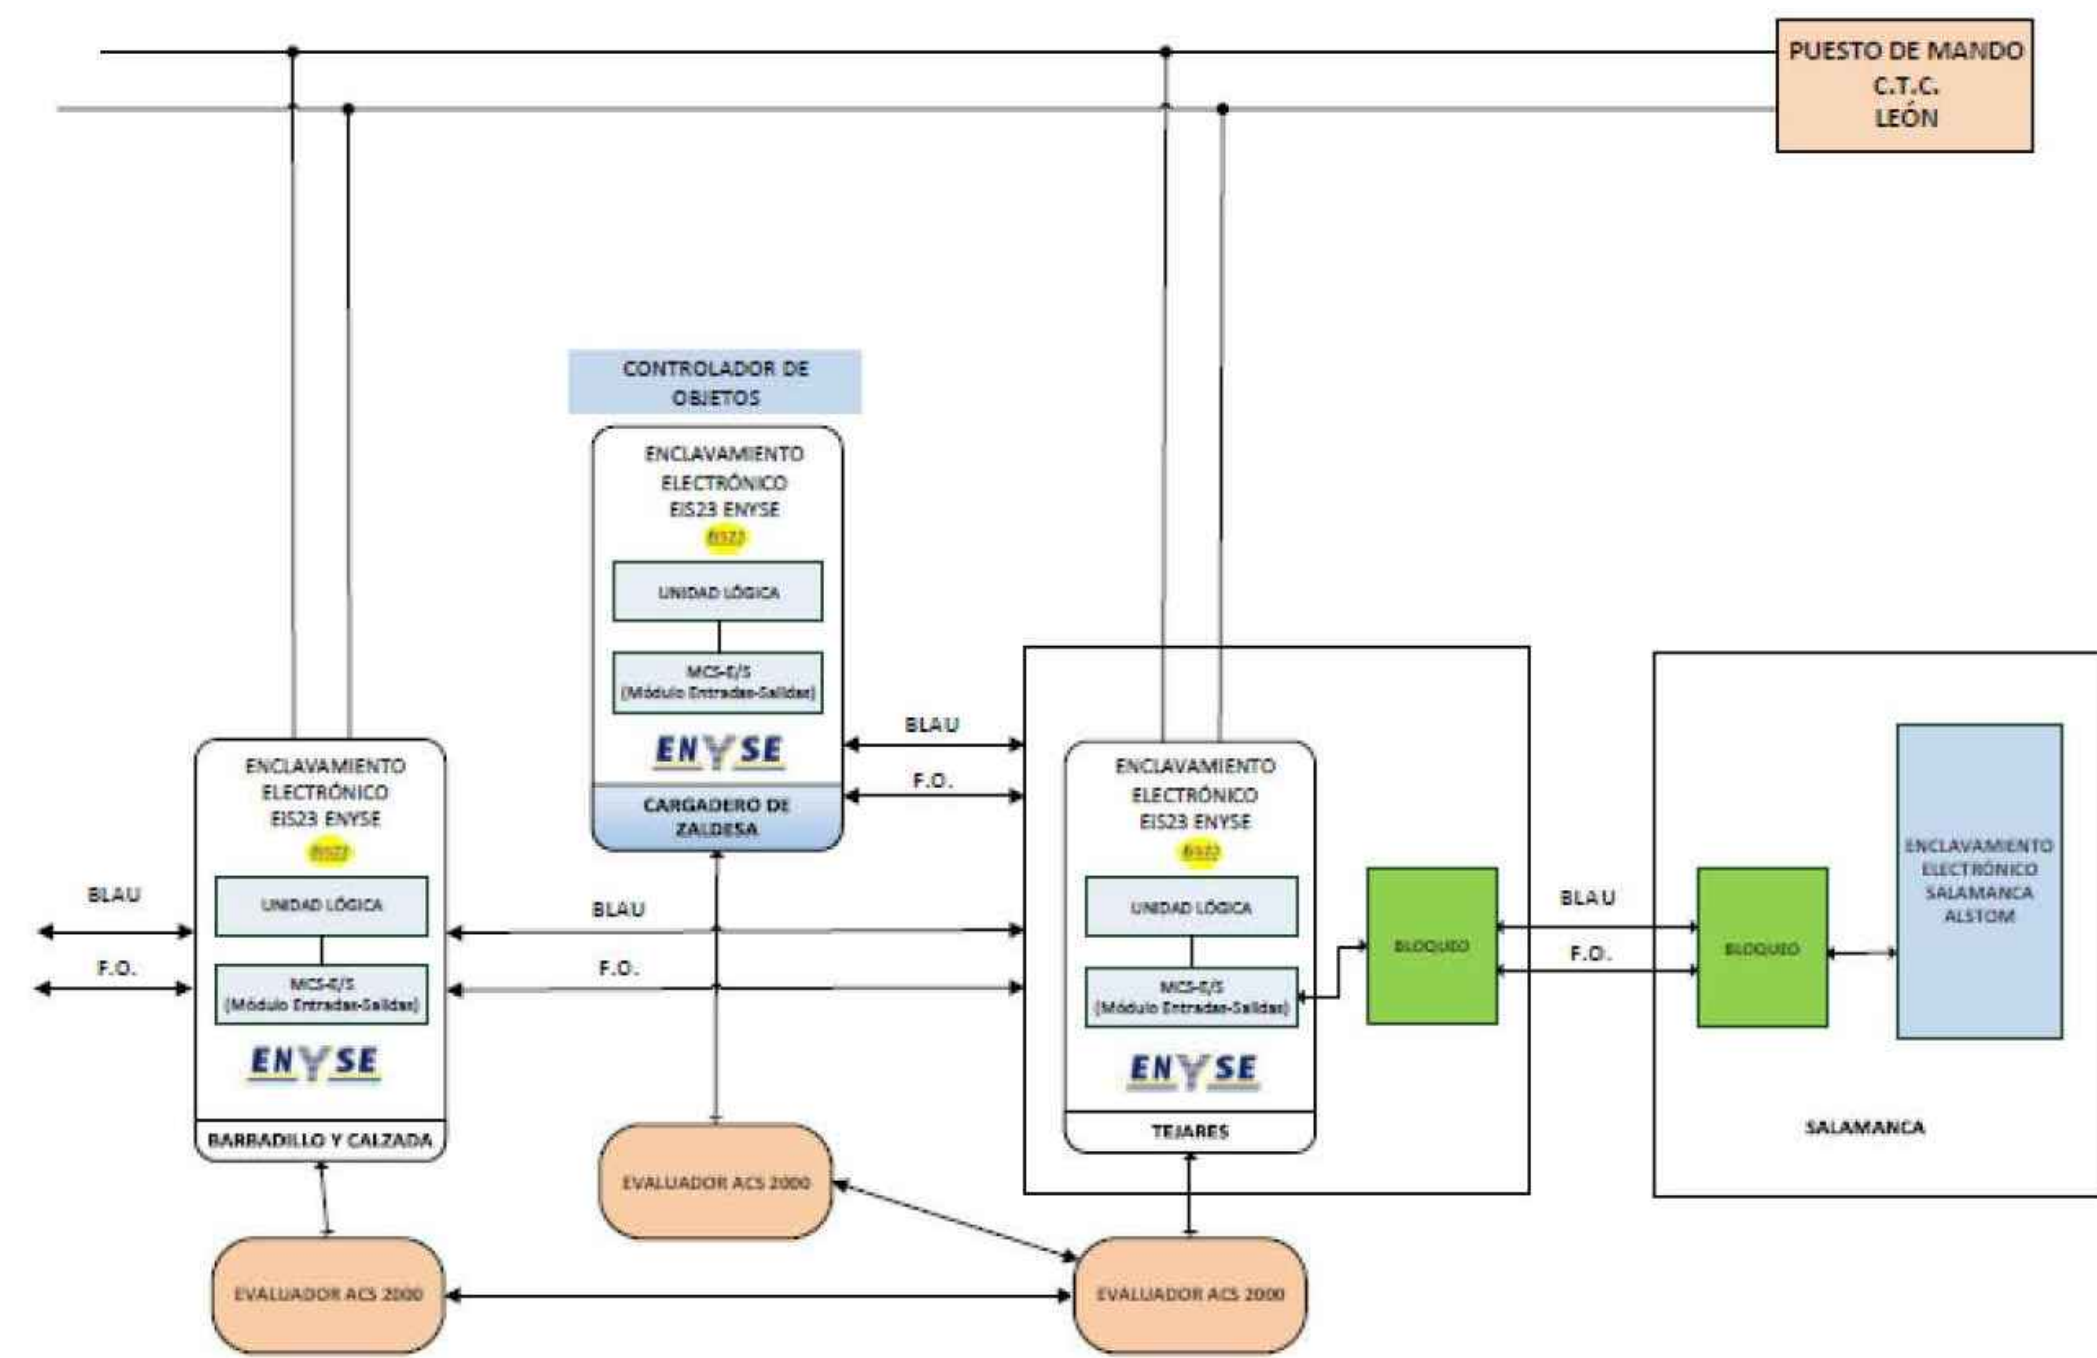 PUESTO DE MANDO
C.T.C.
LEÓN
CONTROLADOR DE
OBJETOS
ENCLAVAMIENTO
ELECTRÓNICO
EIS23 ENYSE
EIS23
UNIDAD LÓGICA
MCS-E/S
(Módulo Entradas-Salidas)
ENYSE
CARGADERO DE
ZALDESA
BLAU
F.O.
ENCLAVAMIENTO
ELECTRÓNICO
EIS23 ENYSE
EIS23
UNIDAD LÓGICA
MCS-E/S
(Módulo Entradas-Salidas)
ENYSE
BARBADILLO Y CALZADA
BLAU
F.O.
BLAU
F.O.
ENCLAVAMIENTO
ELECTRÓNICO
EIS23 ENYSE
EIS23
UNIDAD LÓGICA
MCS-E/S
(Módulo Entradas-Salidas)
ENYSE
TEJARES
BLOQUEO
BLAU
F.O.
BLOQUEO
ENCLAVAMIENTO
ELECTRÓNICO
SALAMANCA
ALSTOM
SALAMANCA
EVALUADOR ACS 2000
EVALUADOR ACS 2000
EVALUADOR ACS 2000